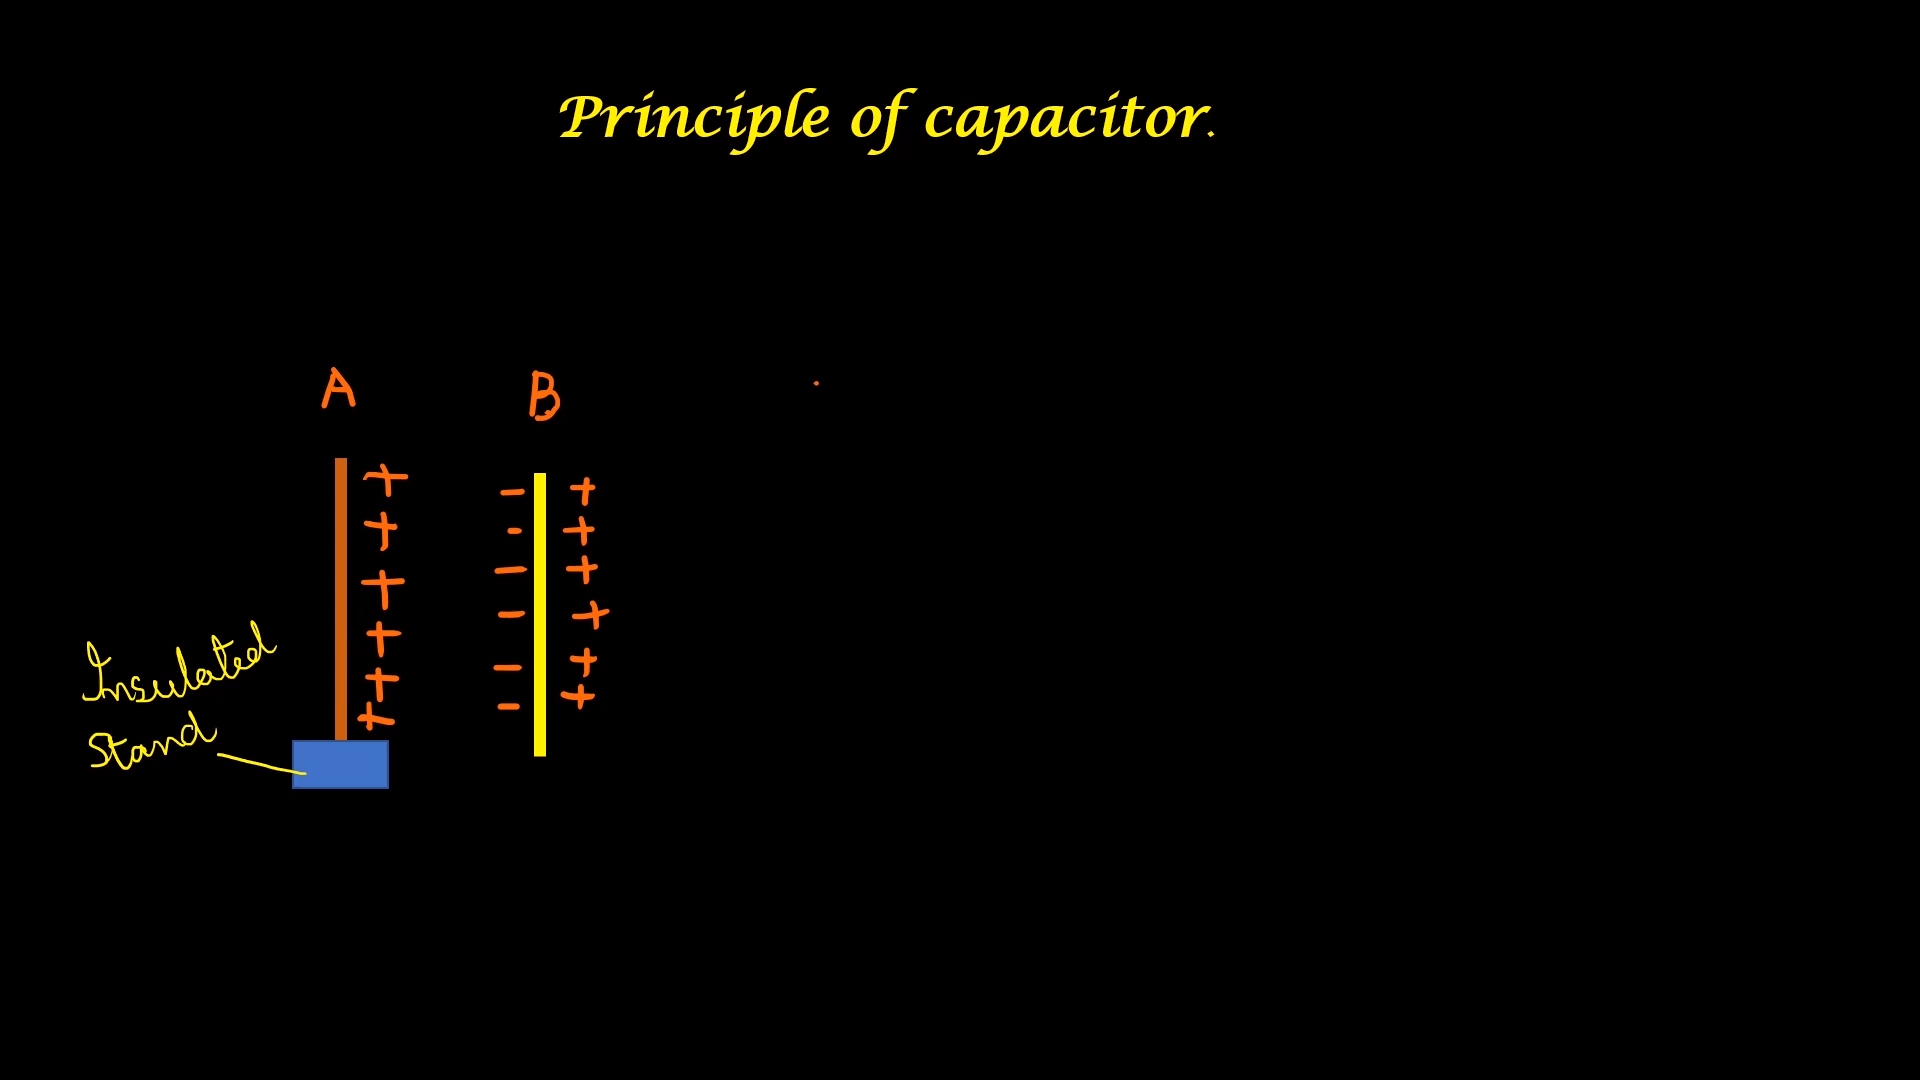 Principle of capacitor.
A B
+ - +
+ - +
+ - +
+ - +
+ - +
+ - +
Insulated
Stand